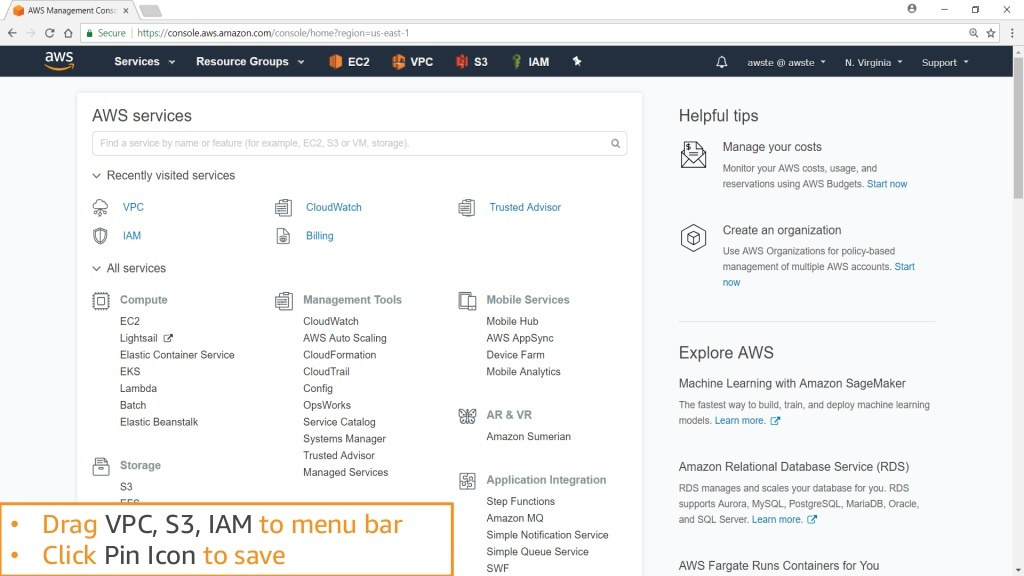 AWS Management Conso
Secure https://console.aws.amazon.com/console/home?region=us-east-1
aws Services Resource Groups EC2 VPC S3 IAM awste @ awste N. Virginia Support
AWS services
Find a service by name or feature (for example, EC2, S3 or VM, storage).
Recently visited services
VPC CloudWatch Trusted Advisor
IAM Billing
All services
Compute
EC2
Lightsail
Elastic Container Service
EKS
Lambda
Batch
Elastic Beanstalk
Storage
S3
EFS
Management Tools
CloudWatch
AWS Auto Scaling
CloudFormation
CloudTrail
Config
OpsWorks
Service Catalog
Systems Manager
Trusted Advisor
Managed Services
Mobile Services
Mobile Hub
AWS AppSync
Device Farm
Mobile Analytics
AR & VR
Amazon Sumerian
Application Integration
Step Functions
Amazon MQ
Simple Notification Service
Simple Queue Service
SWF
Helpful tips
Manage your costs
Monitor your AWS costs, usage, and
reservations using AWS Budgets. Start now
Create an organization
Use AWS Organizations for policy-based
management of multiple AWS accounts. Start
now
Explore AWS
Machine Learning with Amazon SageMaker
The fastest way to build, train, and deploy machine learning
models. Learn more.
Amazon Relational Database Service (RDS)
RDS manages and scales your database for you. RDS
supports Aurora, MySQL, PostgreSQL, MariaDB, Oracle,
and SQL Server. Learn more.
AWS Fargate Runs Containers for You
• Drag VPC, S3, IAM to menu bar
• Click Pin Icon to save